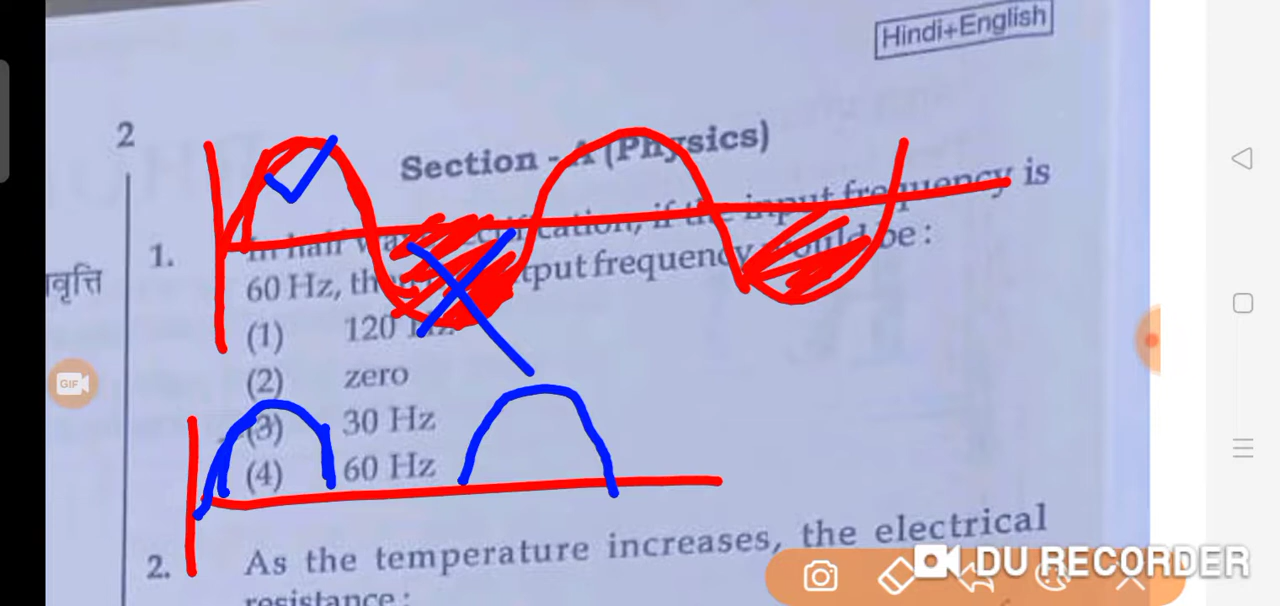 Hindi+English
2
Section - A (Physics)
1. In half wave rectification, if the input frequency is
वृत्ति
60 Hz, the output frequency would be :
(1) 120 Hz
(2) zero
(3) 30 Hz
(4) 60 Hz
2. As the temperature increases, the electrical
resistance :
GIF
DU RECORDER